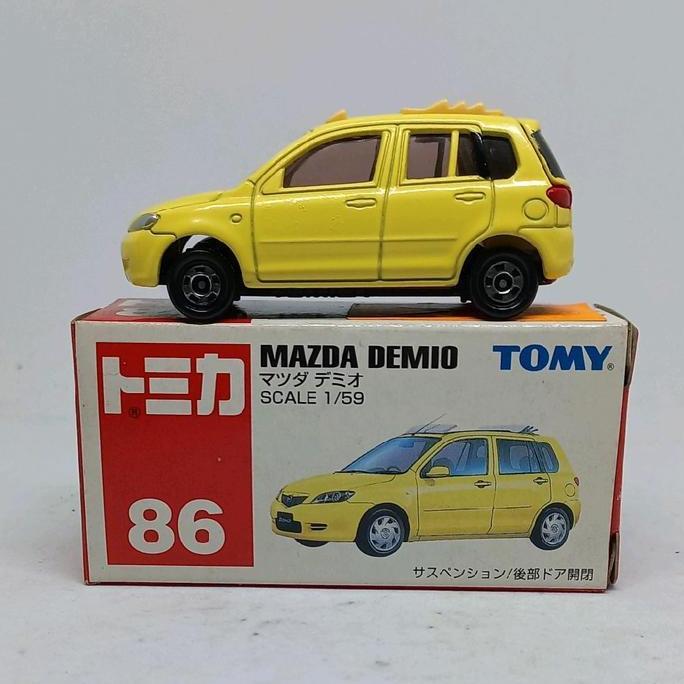 トミカ®
86
MAZDA DEMIO
マツダ デミオ
SCALE 1/59
TOMY®
サスペンション/後部ドア開閉